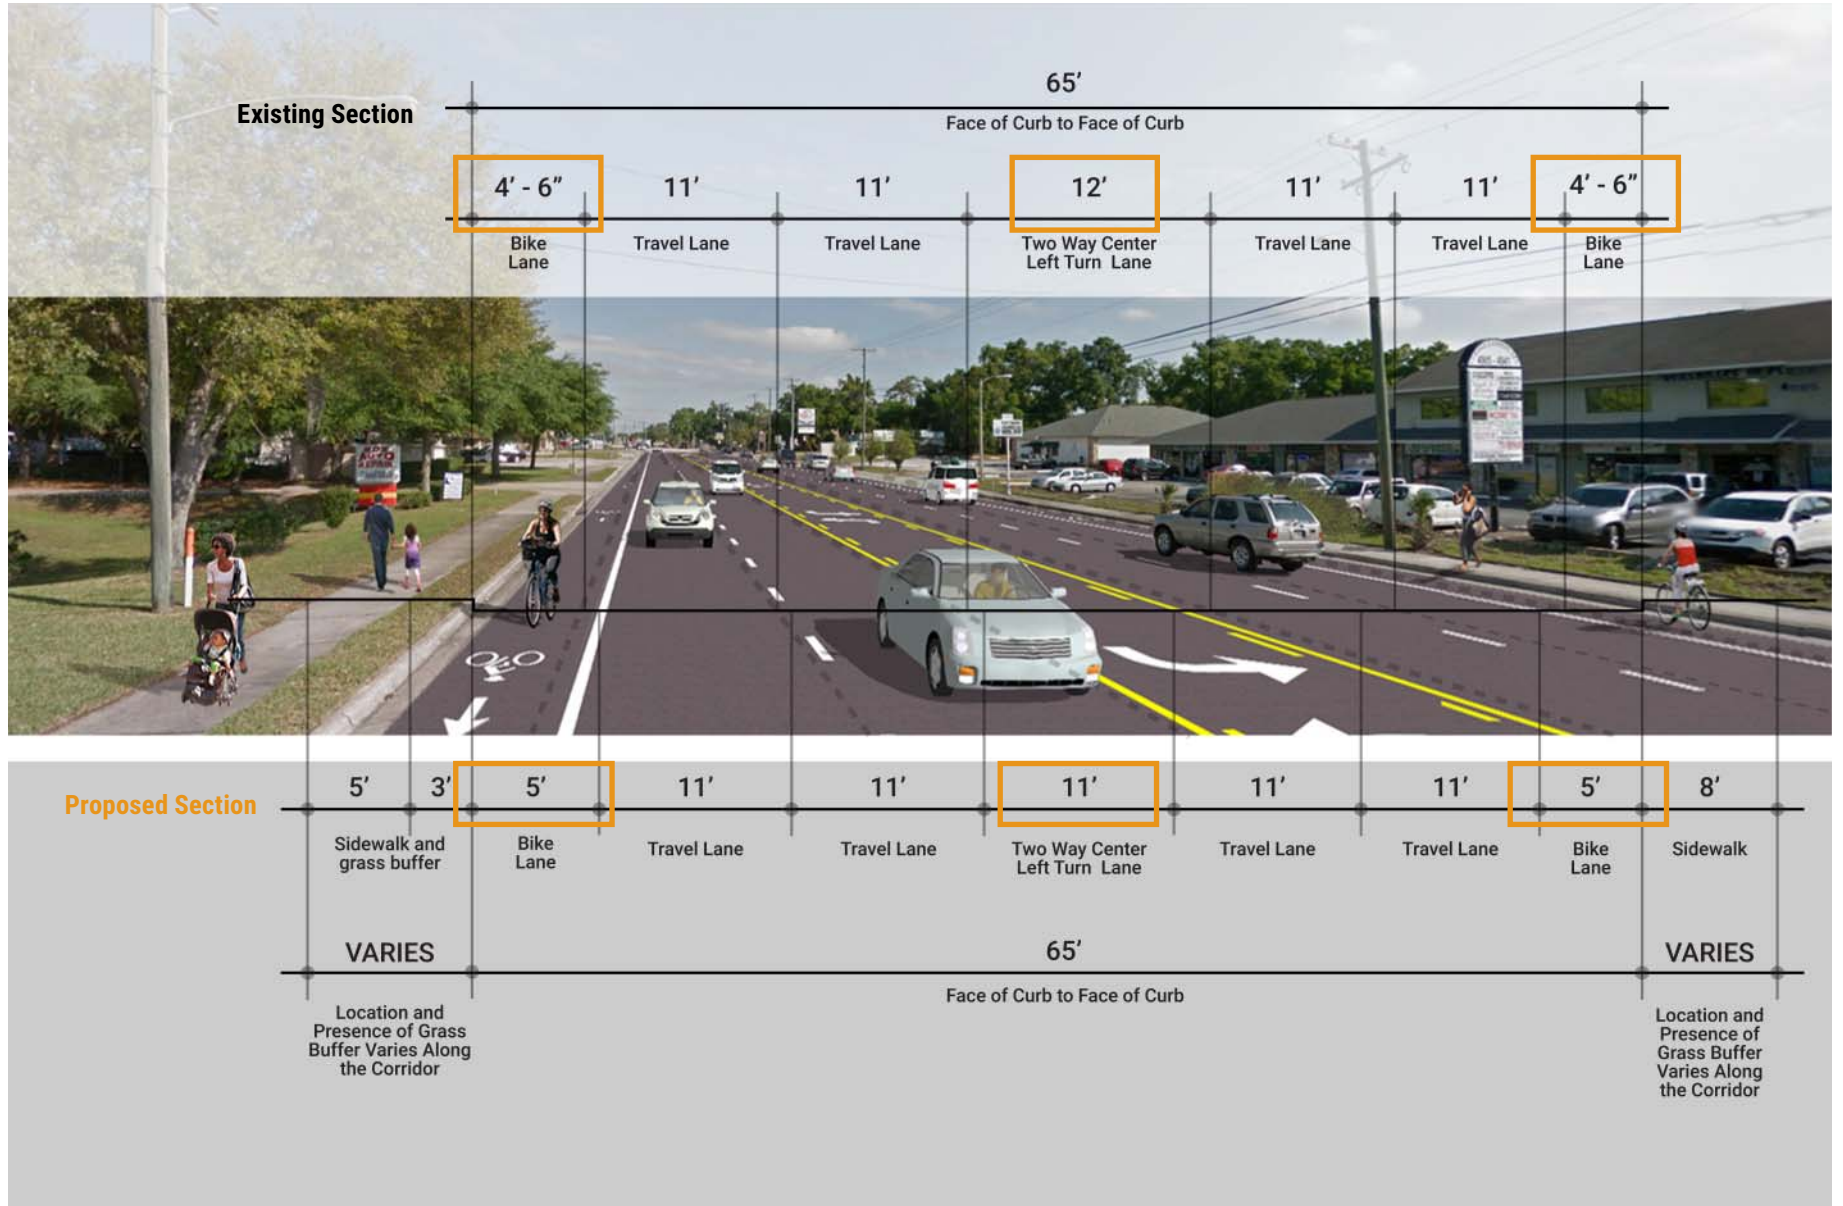 65’
Existing Section
Face of Curb to Face of Curb
4’ - 6”
11’
11’
12’
11’
11’
4’ - 6”
Bike
Lane
Travel Lane
Travel Lane
Two Way Center
Left Turn Lane
Travel Lane
Travel Lane
Bike
Lane
AUTO
REPAIR
Proposed Section
5’
3’
5’
11’
11’
11’
11’
11’
5’
8’
Sidewalk and
grass buffer
Bike
Lane
Travel Lane
Travel Lane
Two Way Center
Left Turn Lane
Travel Lane
Travel Lane
Bike
Lane
Sidewalk
VARIES
65’
VARIES
Face of Curb to Face of Curb
Location and
Presence of Grass
Buffer Varies Along
the Corridor
Location and
Presence of
Grass Buffer
Varies Along
the Corridor